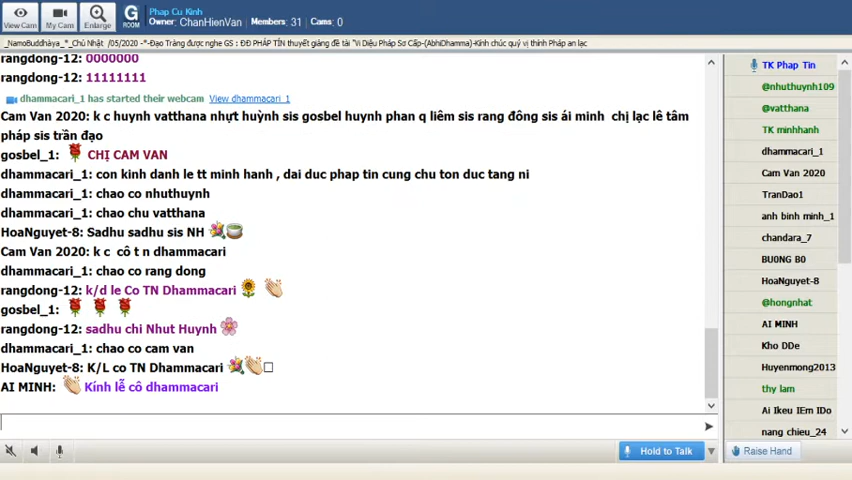 View Cam
My Cam
Enlarge
G
ROOM
Phap Cu Kinh
Owner: ChanHienVan Members: 31 Cams: 0
_NamoBuddhàya_*_Chủ Nhật /05/2020 -*-Đạo Tràng được nghe GS : ĐĐ PHÁP TÍN thuyết giảng đề tài "Vi Diệu Pháp Sơ Cấp-(AbhiDhamma)-Kính chúc quý vị thính Pháp an lạc
rangdong-12: 0000000
rangdong-12: 11111111
dhammacari_1 has started their webcam View dhammacari_1
Cam Van 2020: k c huynh vatthana nhựt huỳnh sis gosbel huynh phan q liêm sis rang đông sis ái minh chị lạc lê tâm
pháp sis trần đạo
gosbel_1: CHỊ CAM VAN
dhammacari_1: con kinh danh le tt minh hanh , dai duc phap tin cung chu ton duc tang ni
dhammacari_1: chao co nhuthuynh
dhammacari_1: chao chu vatthana
HoaNguyet-8: Sadhu sadhu sis NH
Cam Van 2020: k c cô t n dhammacari
dhammacari_1: chao co rang dong
rangdong-12: k/d le Co TN Dhammacari
gosbel_1:
rangdong-12: sadhu chi Nhut Huynh
dhammacari_1: chao co cam van
HoaNguyet-8: K/L co TN Dhammacari
AI MINH: Kính lễ cô dhammacari
Hold to Talk
TK Phap Tin
@nhuthuynh109
@vatthana
TK minhhanh
dhammacari_1
Cam Van 2020
TranDao1
anh binh minh_1
chandara_7
BU0NG B0
HoaNguyet-8
@hongnhat
AI MINH
Kho DDe
Huyenmong2013
thy lam
Ai Ikeu IEm IDo
nang chieu_24
Raise Hand